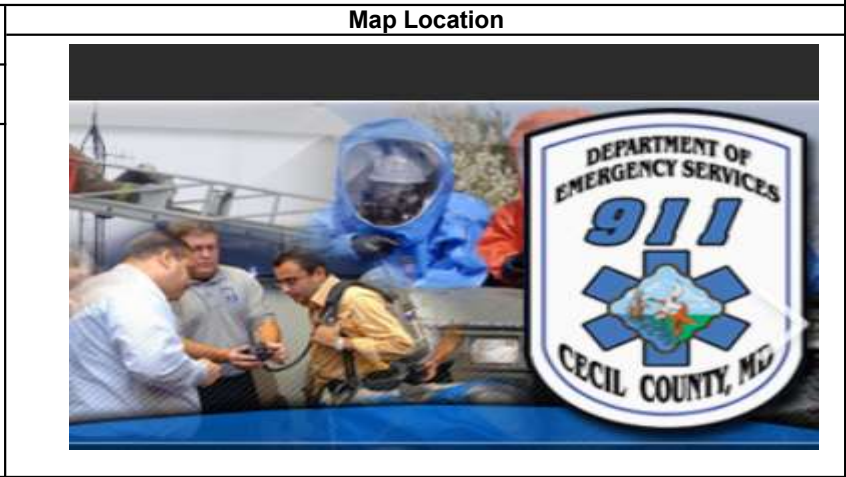 Map Location
DEPARTMENT OF
EMERGENCY SERVICES
911
CECIL COUNTY, MD